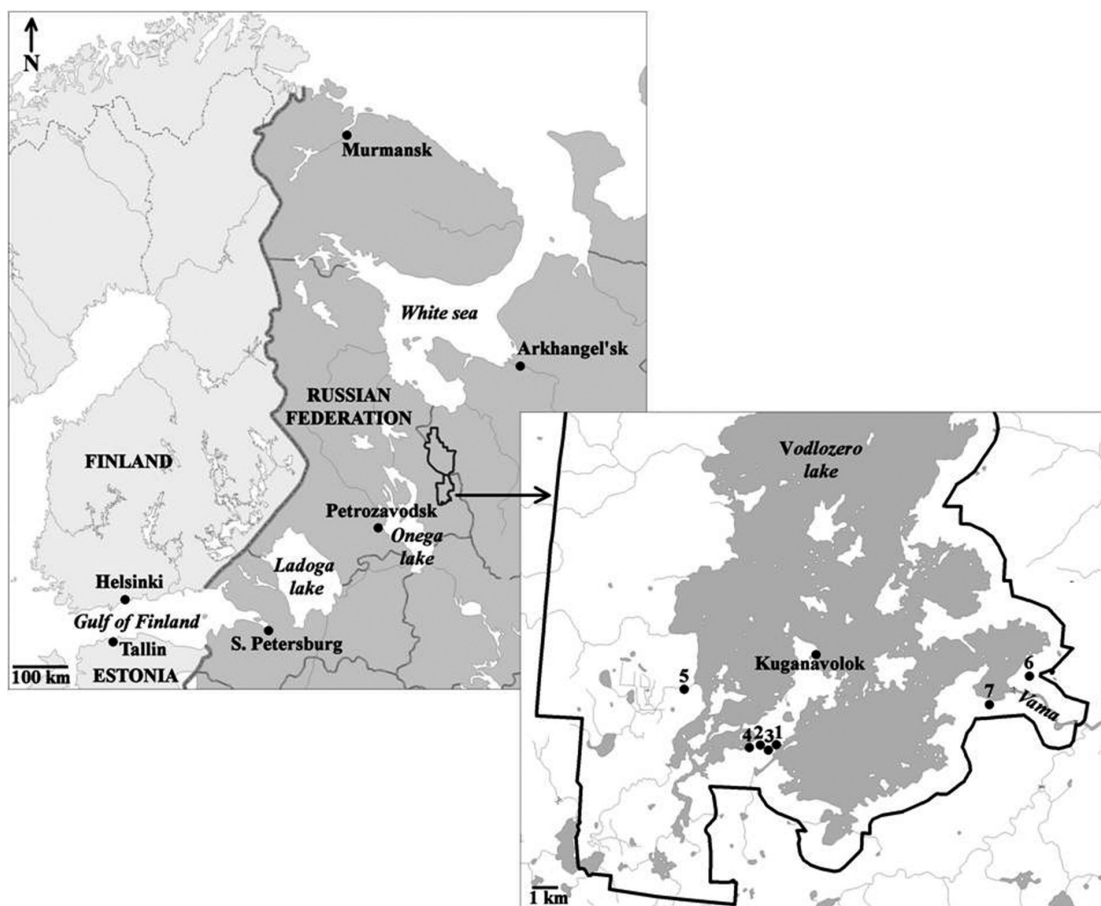 N
Murmansk
White sea
Arkhangel'sk
RUSSIAN
FEDERATION
FINLAND
Petrozavodsk
Onega
lake
Ladoga
lake
Helsinki
Gulf of Finland
S. Petersburg
Tallin
ESTONIA
100 km
Vodlozero
lake
Kuganavolok
5
6
7
Vama
4 2 3 1
1 km